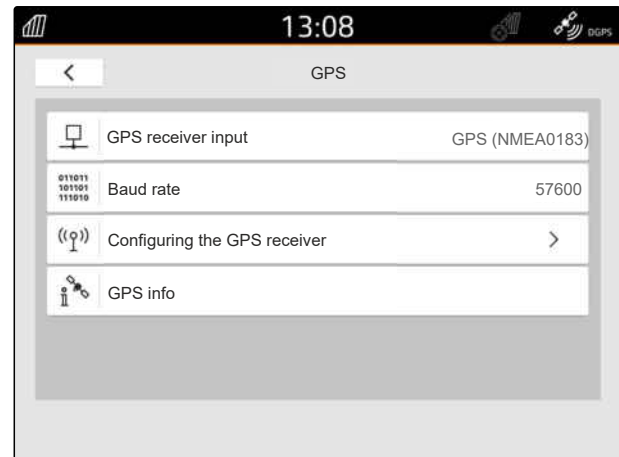 13:08
DGPS
GPS
GPS receiver input
GPS (NMEA0183)
011011
101101
111010
Baud rate
57600
Configuring the GPS receiver
GPS info